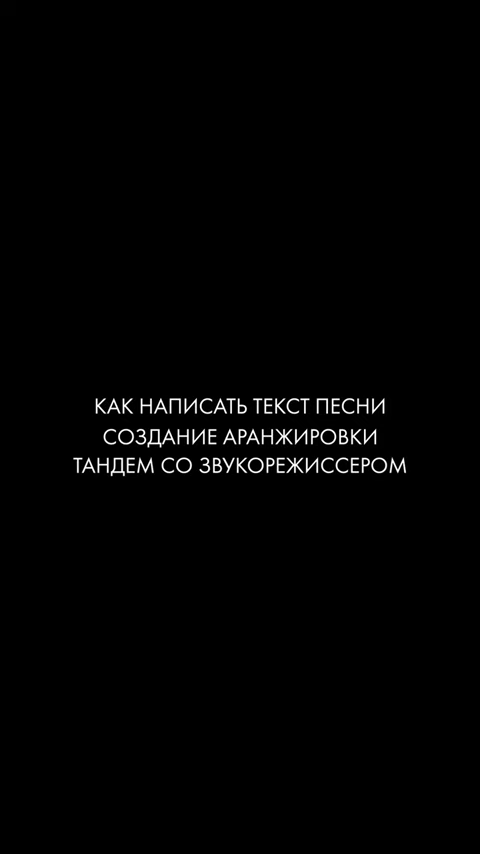 КАК НАПИСАТЬ ТЕКСТ ПЕСНИ
СОЗДАНИЕ АРАНЖИРОВКИ
ТАНДЕМ СО ЗВУКОРЕЖИССЕРОМ